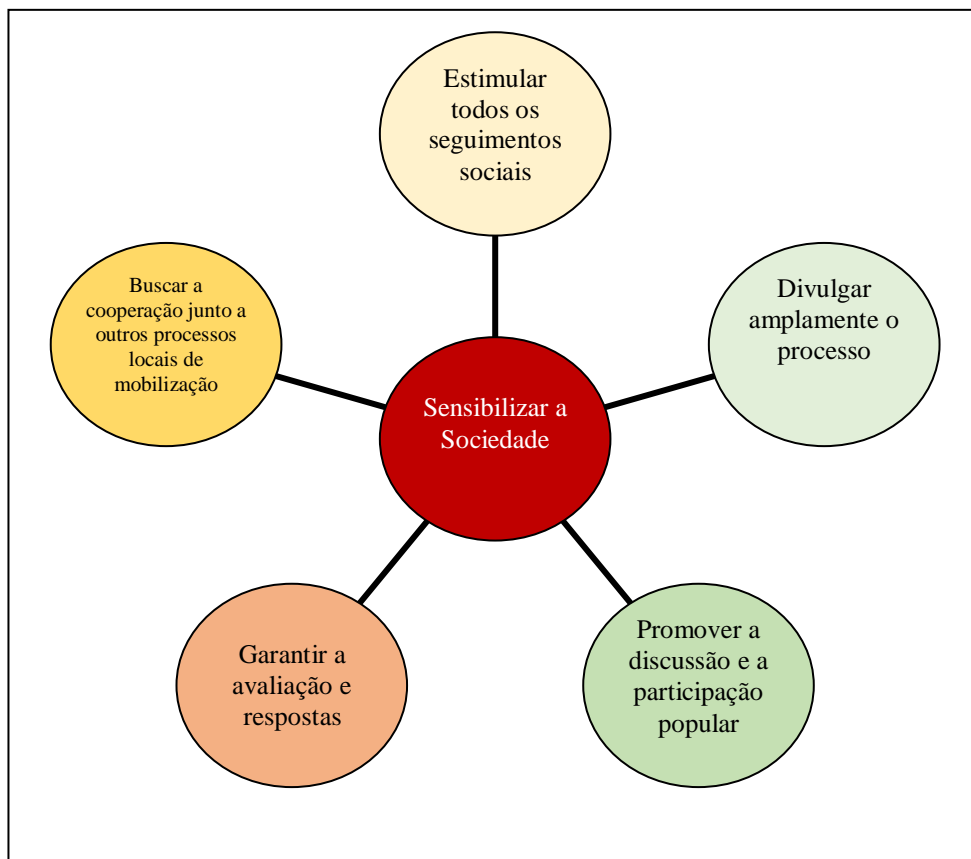 Estimular
todos os
seguimentos
sociais
Divulgar
amplamente o
processo
Promover a
discussão e a
participação
popular
Garantir a
avaliação e
respostas
Buscar a
cooperação junto a
outros processos
locais de
mobilização
Sensibilizar a
Sociedade